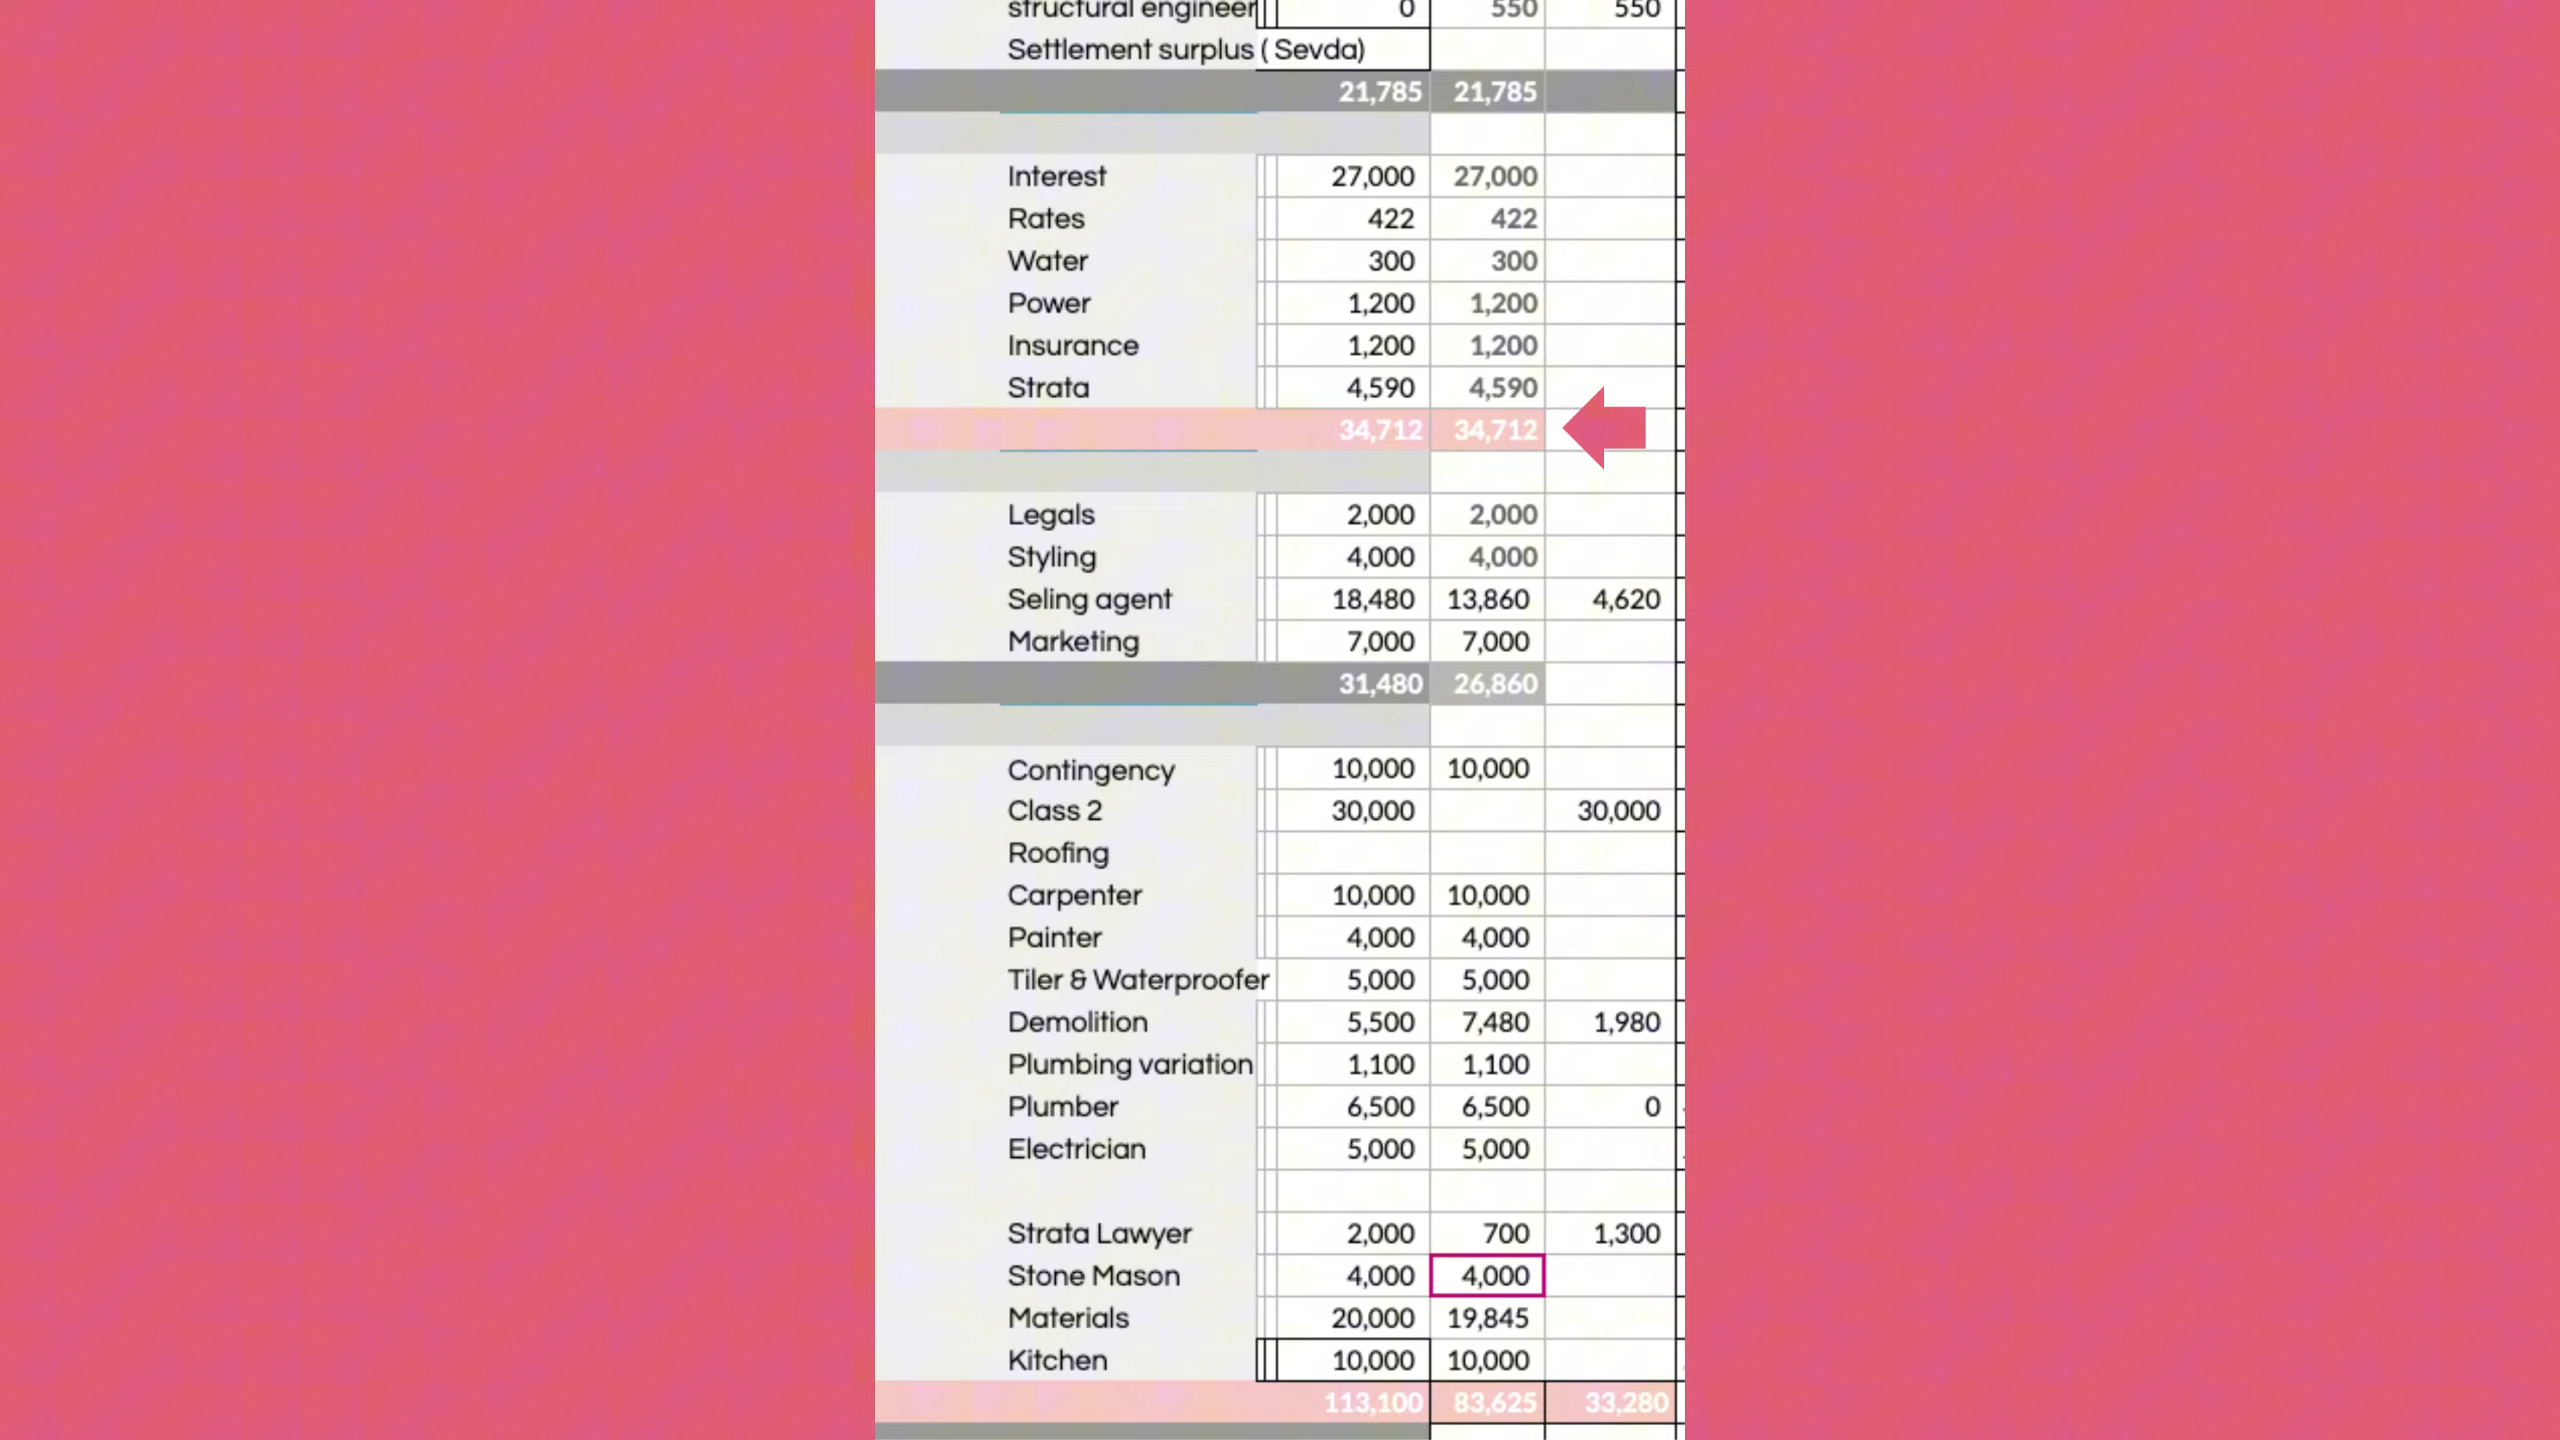 structural engineer 0 550 550
Settlement surplus ( Sevda)
21,785 21,785
Interest 27,000 27,000
Rates 422 422
Water 300 300
Power 1,200 1,200
Insurance 1,200 1,200
Strata 4,590 4,590
34,712 34,712
Legals 2,000 2,000
Styling 4,000 4,000
Seling agent 18,480 13,860 4,620
Marketing 7,000 7,000
31,480 26,860
Contingency 10,000 10,000
Class 2 30,000 30,000
Roofing
Carpenter 10,000 10,000
Painter 4,000 4,000
Tiler & Waterproofer 5,000 5,000
Demolition 5,500 7,480 1,980
Plumbing variation 1,100 1,100
Plumber 6,500 6,500 0
Electrician 5,000 5,000
Strata Lawyer 2,000 700 1,300
Stone Mason 4,000 4,000
Materials 20,000 19,845
Kitchen 10,000 10,000
113,100 83,625 33,280